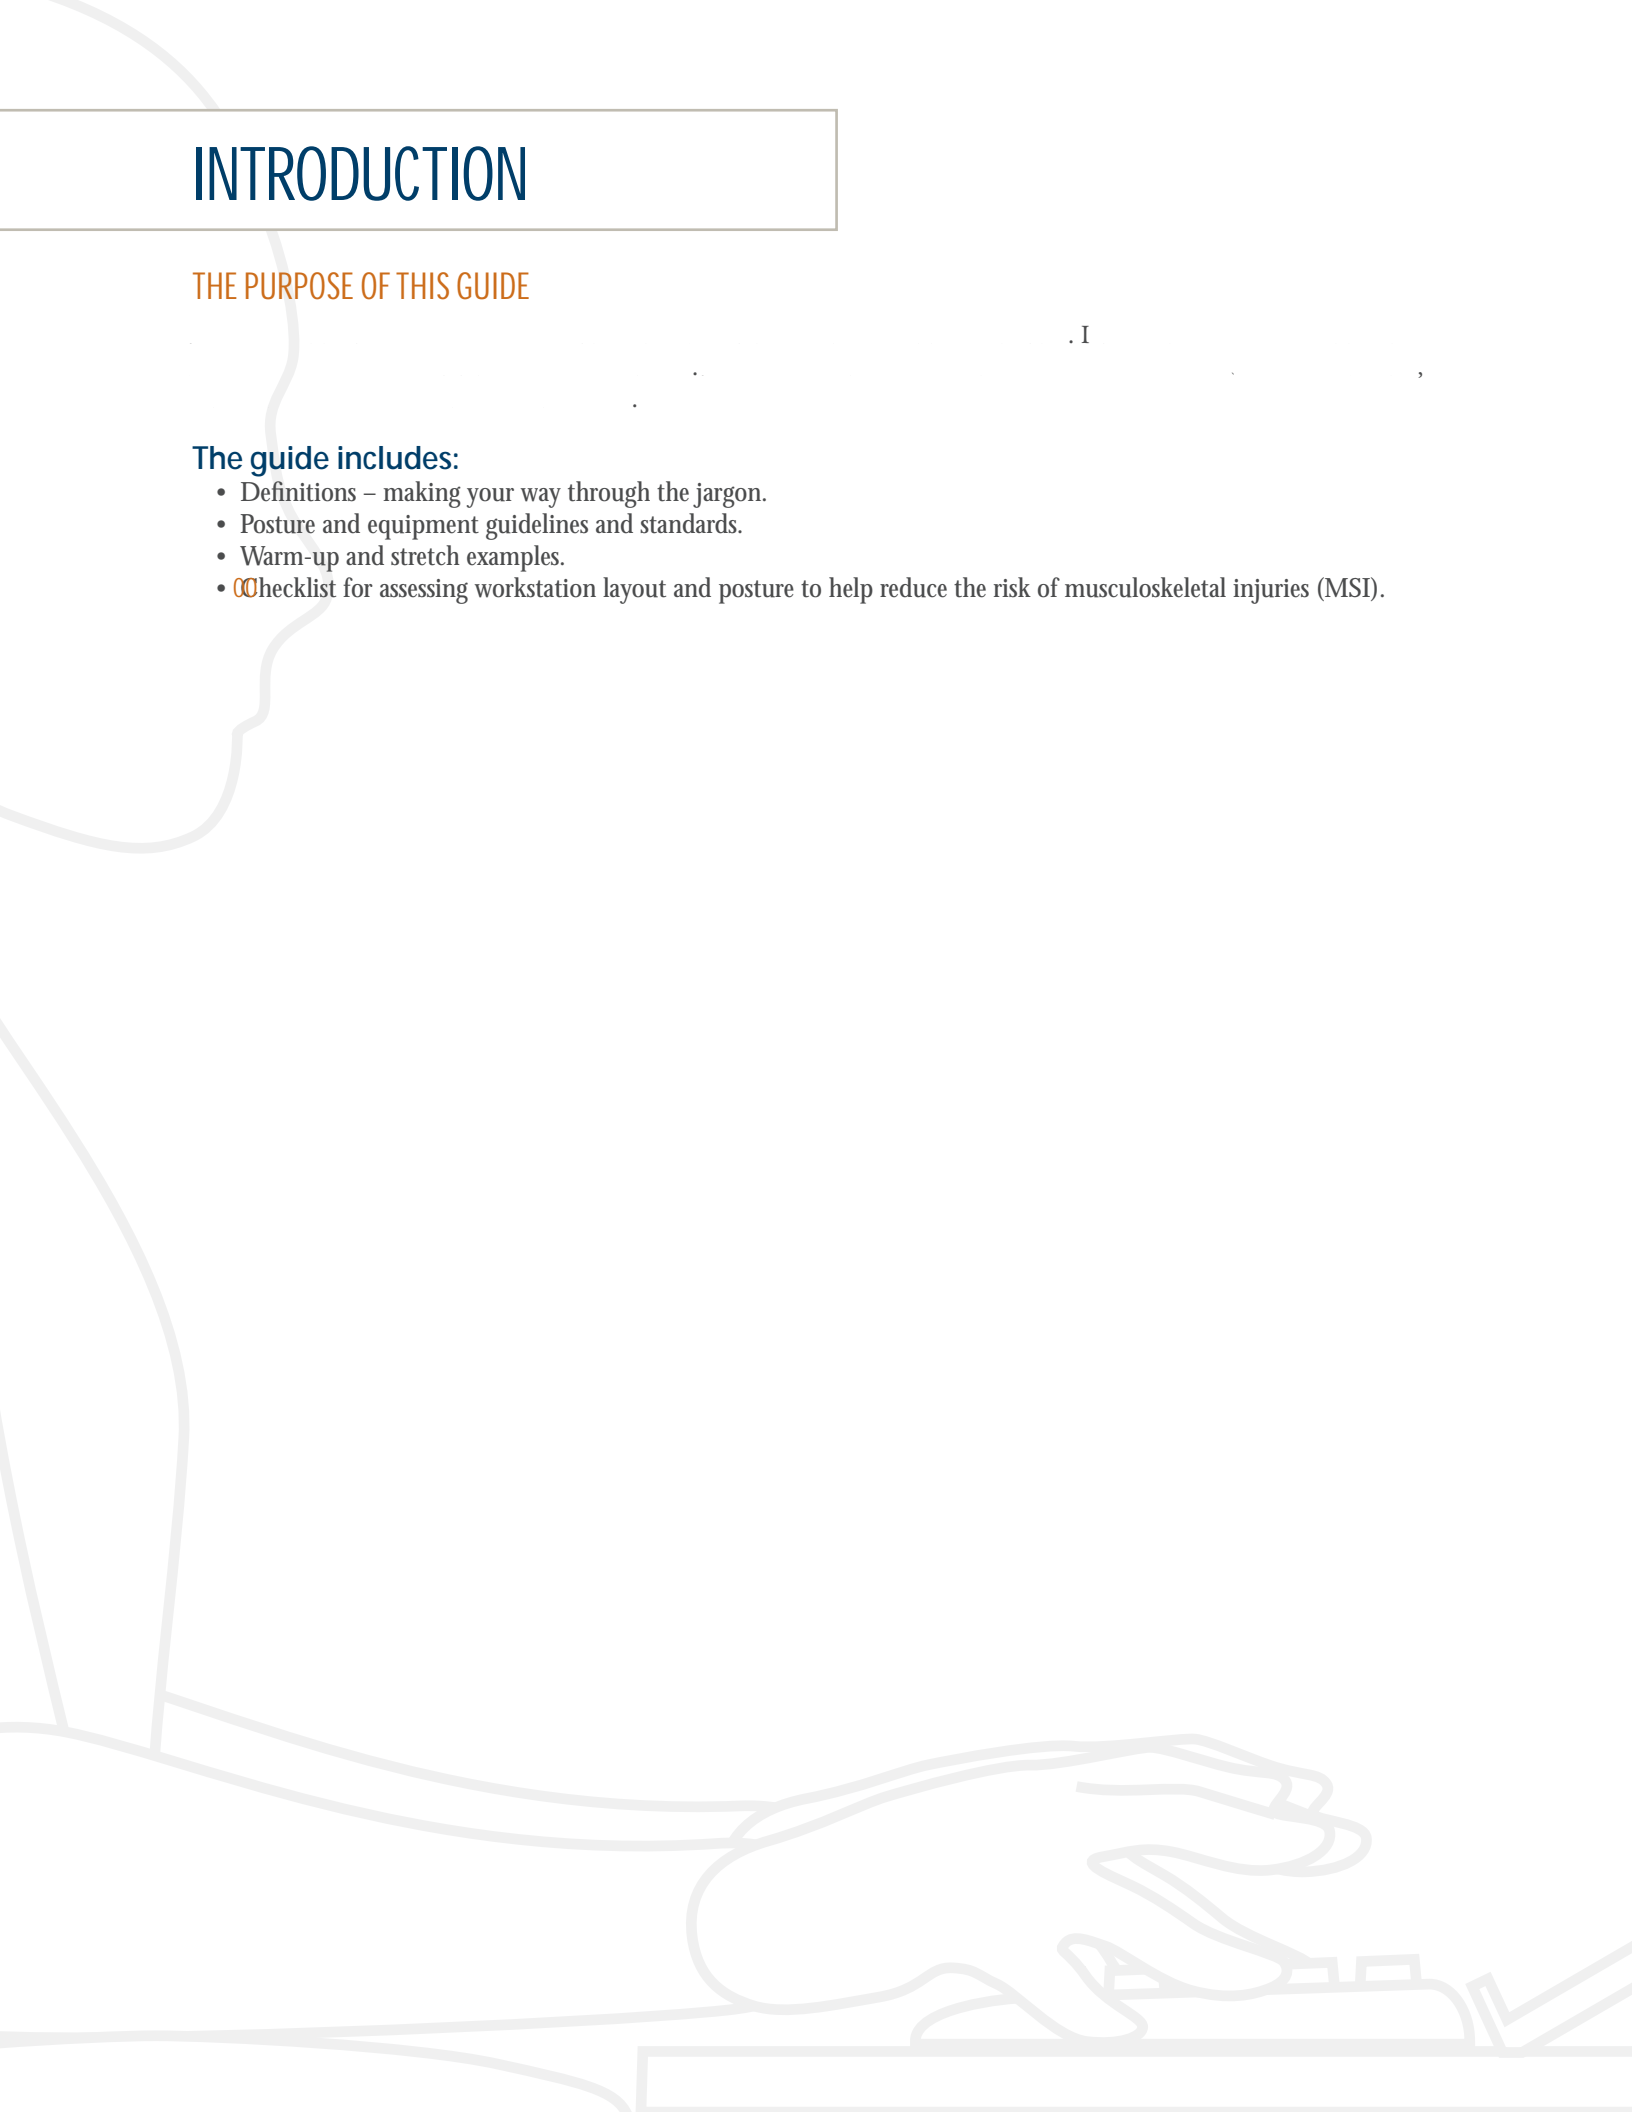 INTRODUCTION
THE PURPOSE OF THIS GUIDE
. I
. ,
.
The guide includes:
• Definitions – making your way through the jargon.
• Posture and equipment guidelines and standards.
• Warm-up and stretch examples.
• Checklist for assessing workstation layout and posture to help reduce the risk of musculoskeletal injuries (MSI).
00